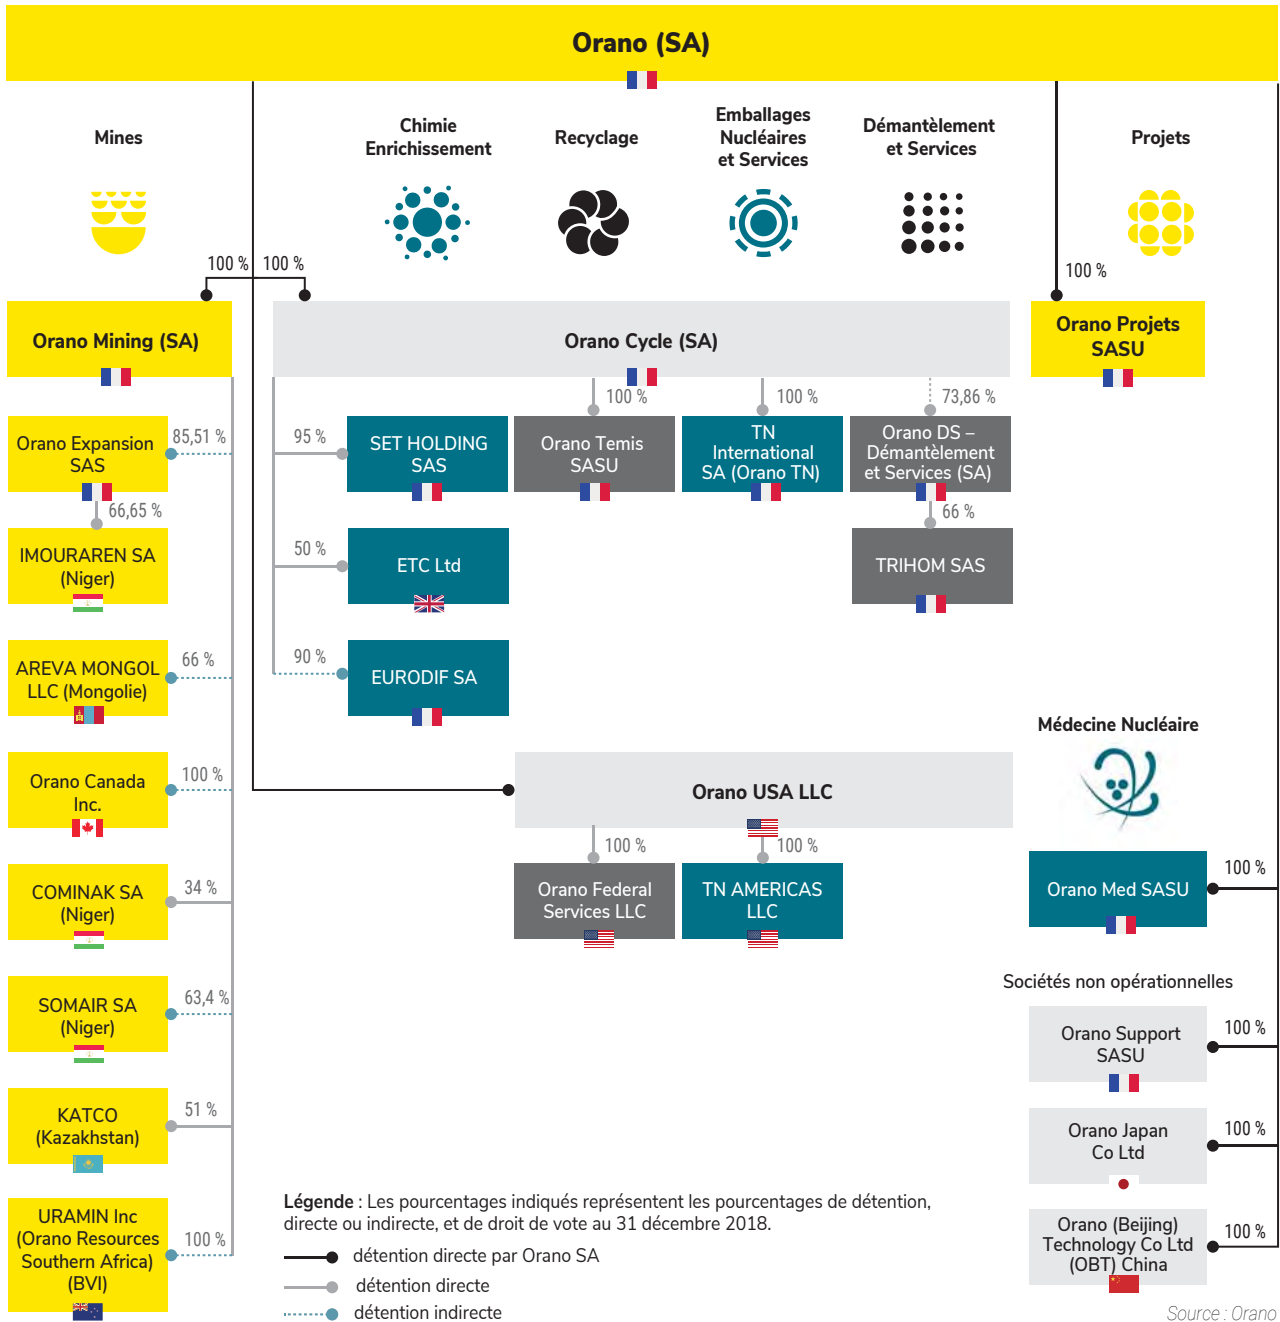 Orano (SA)
Mines
Chimie
Enrichissement
Recyclage
Emballages
Nucléaires
et Services
Démantèlement
et Services
Projets
100 %
100 %
100 %
Orano Mining (SA)
Orano Cycle (SA)
Orano Projets
SASU
Orano Expansion
SAS
85,51 %
66,65 %
IMOURAREN SA
(Niger)
AREVA MONGOL
LLC (Mongolie)
66 %
Orano Canada
Inc.
100 %
COMINAK SA
(Niger)
34 %
SOMAIR SA
(Niger)
63,4 %
KATCO
(Kazakhstan)
51 %
URAMIN Inc
(Orano Resources
Southern Africa)
(BVI)
100 %
95 %
SET HOLDING
SAS
50 %
ETC Ltd
90 %
EURODIF SA
100 %
Orano Temis
SASU
100 %
TN
International
SA (Orano TN)
73,86 %
Orano DS –
Démantèlement
et Services (SA)
66 %
TRIHOM SAS
Orano USA LLC
100 %
Orano Federal
Services LLC
100 %
TN AMERICAS
LLC
Médecine Nucléaire
Orano Med SASU
100 %
Sociétés non opérationnelles
Orano Support
SASU
100 %
Orano Japan
Co Ltd
100 %
Orano (Beijing)
Technology Co Ltd
(OBT) China
100 %
Légende : Les pourcentages indiqués représentent les pourcentages de détention,
directe ou indirecte, et de droit de vote au 31 décembre 2018.
détention directe par Orano SA
détention directe
détention indirecte
Source : Orano